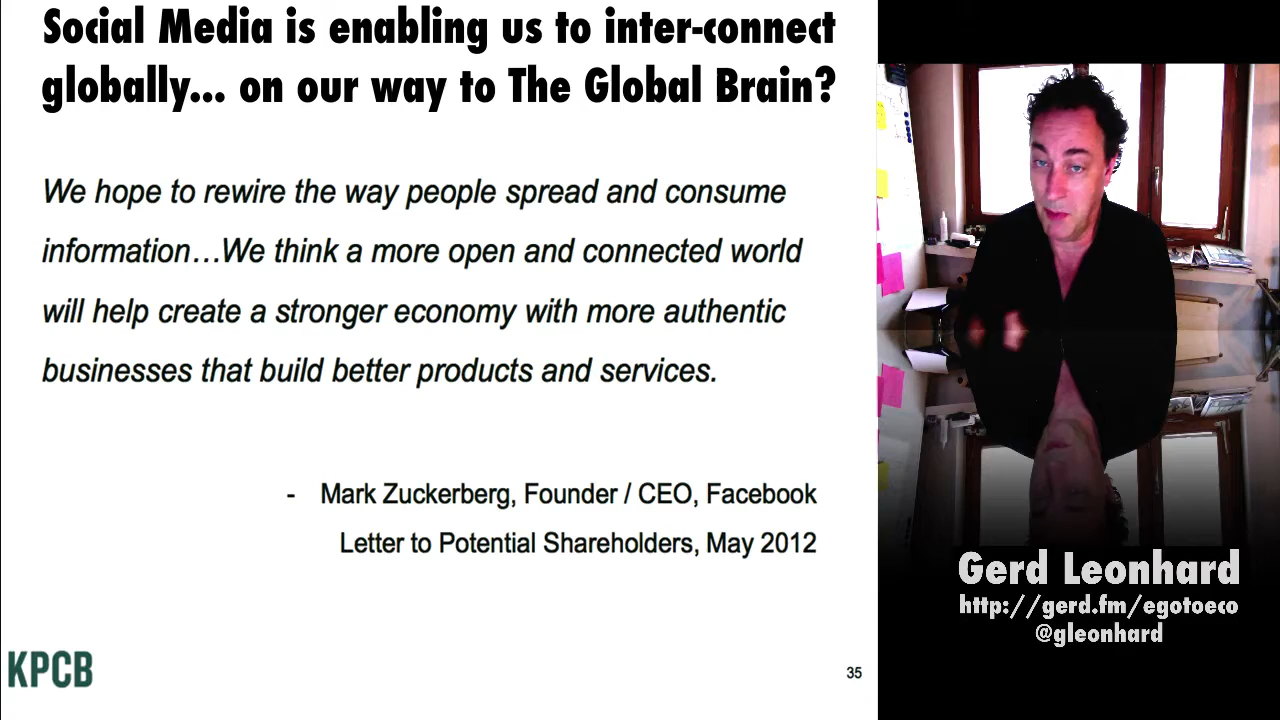 Social Media is enabling us to inter-connect
globally... on our way to The Global Brain?
We hope to rewire the way people spread and consume
information…We think a more open and connected world
will help create a stronger economy with more authentic
businesses that build better products and services.
- Mark Zuckerberg, Founder / CEO, Facebook
Letter to Potential Shareholders, May 2012
KPCB
35
Gerd Leonhard
http://gerd.fm/egotoeco
@gleonhard